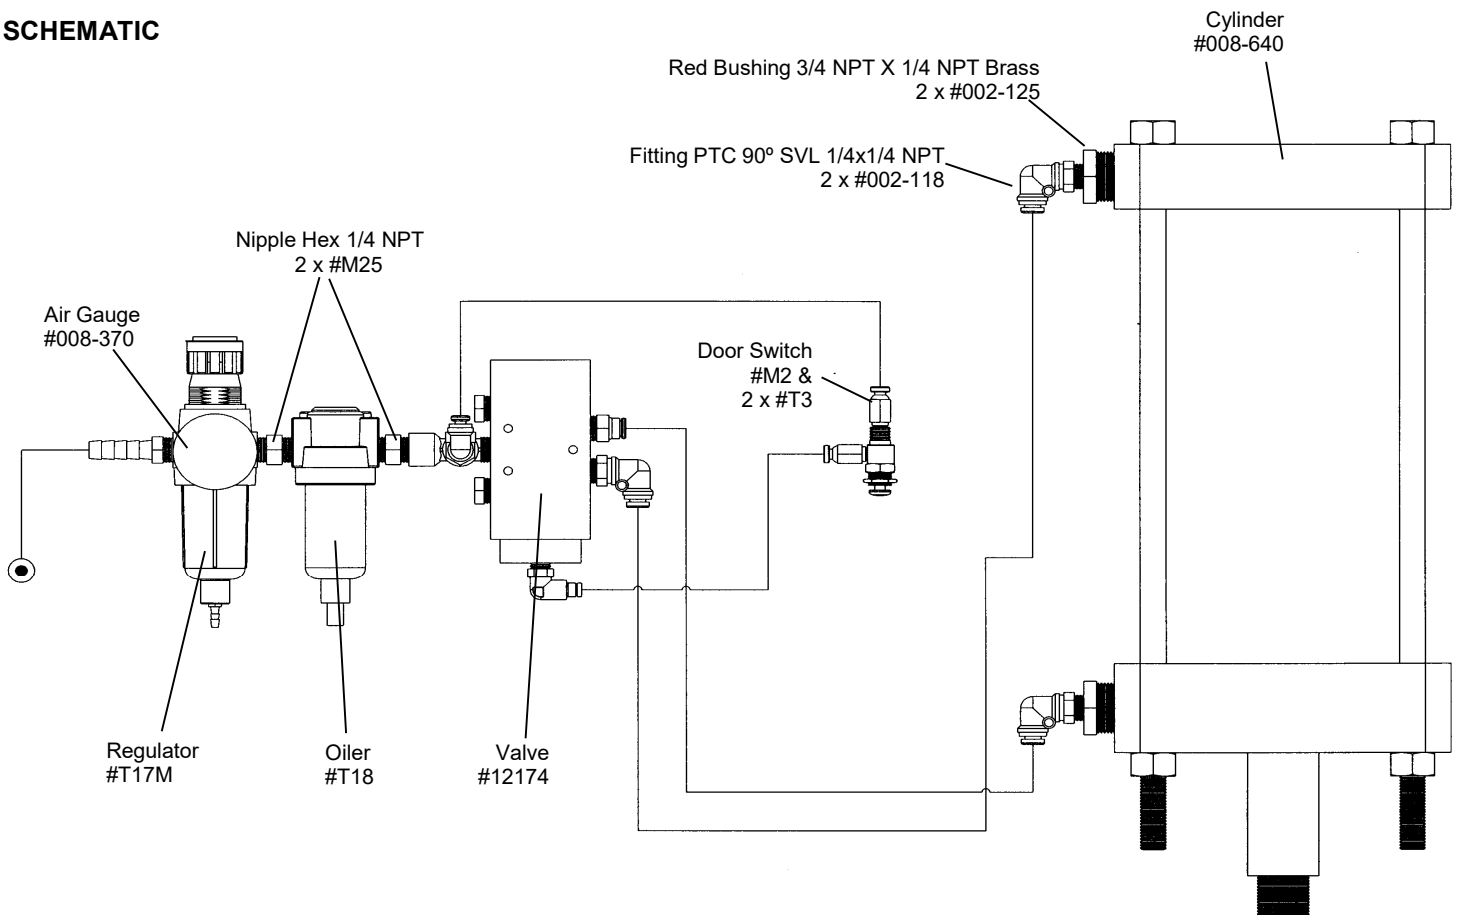 SCHEMATIC
Cylinder
#008-640
Red Bushing 3/4 NPT X 1/4 NPT Brass
2 x #002-125
Fitting PTC 90º SVL 1/4x1/4 NPT
2 x #002-118
Nipple Hex 1/4 NPT
2 x #M25
Air Gauge
#008-370
Door Switch
#M2 &
2 x #T3
Regulator
#T17M
Oiler
#T18
Valve
#12174